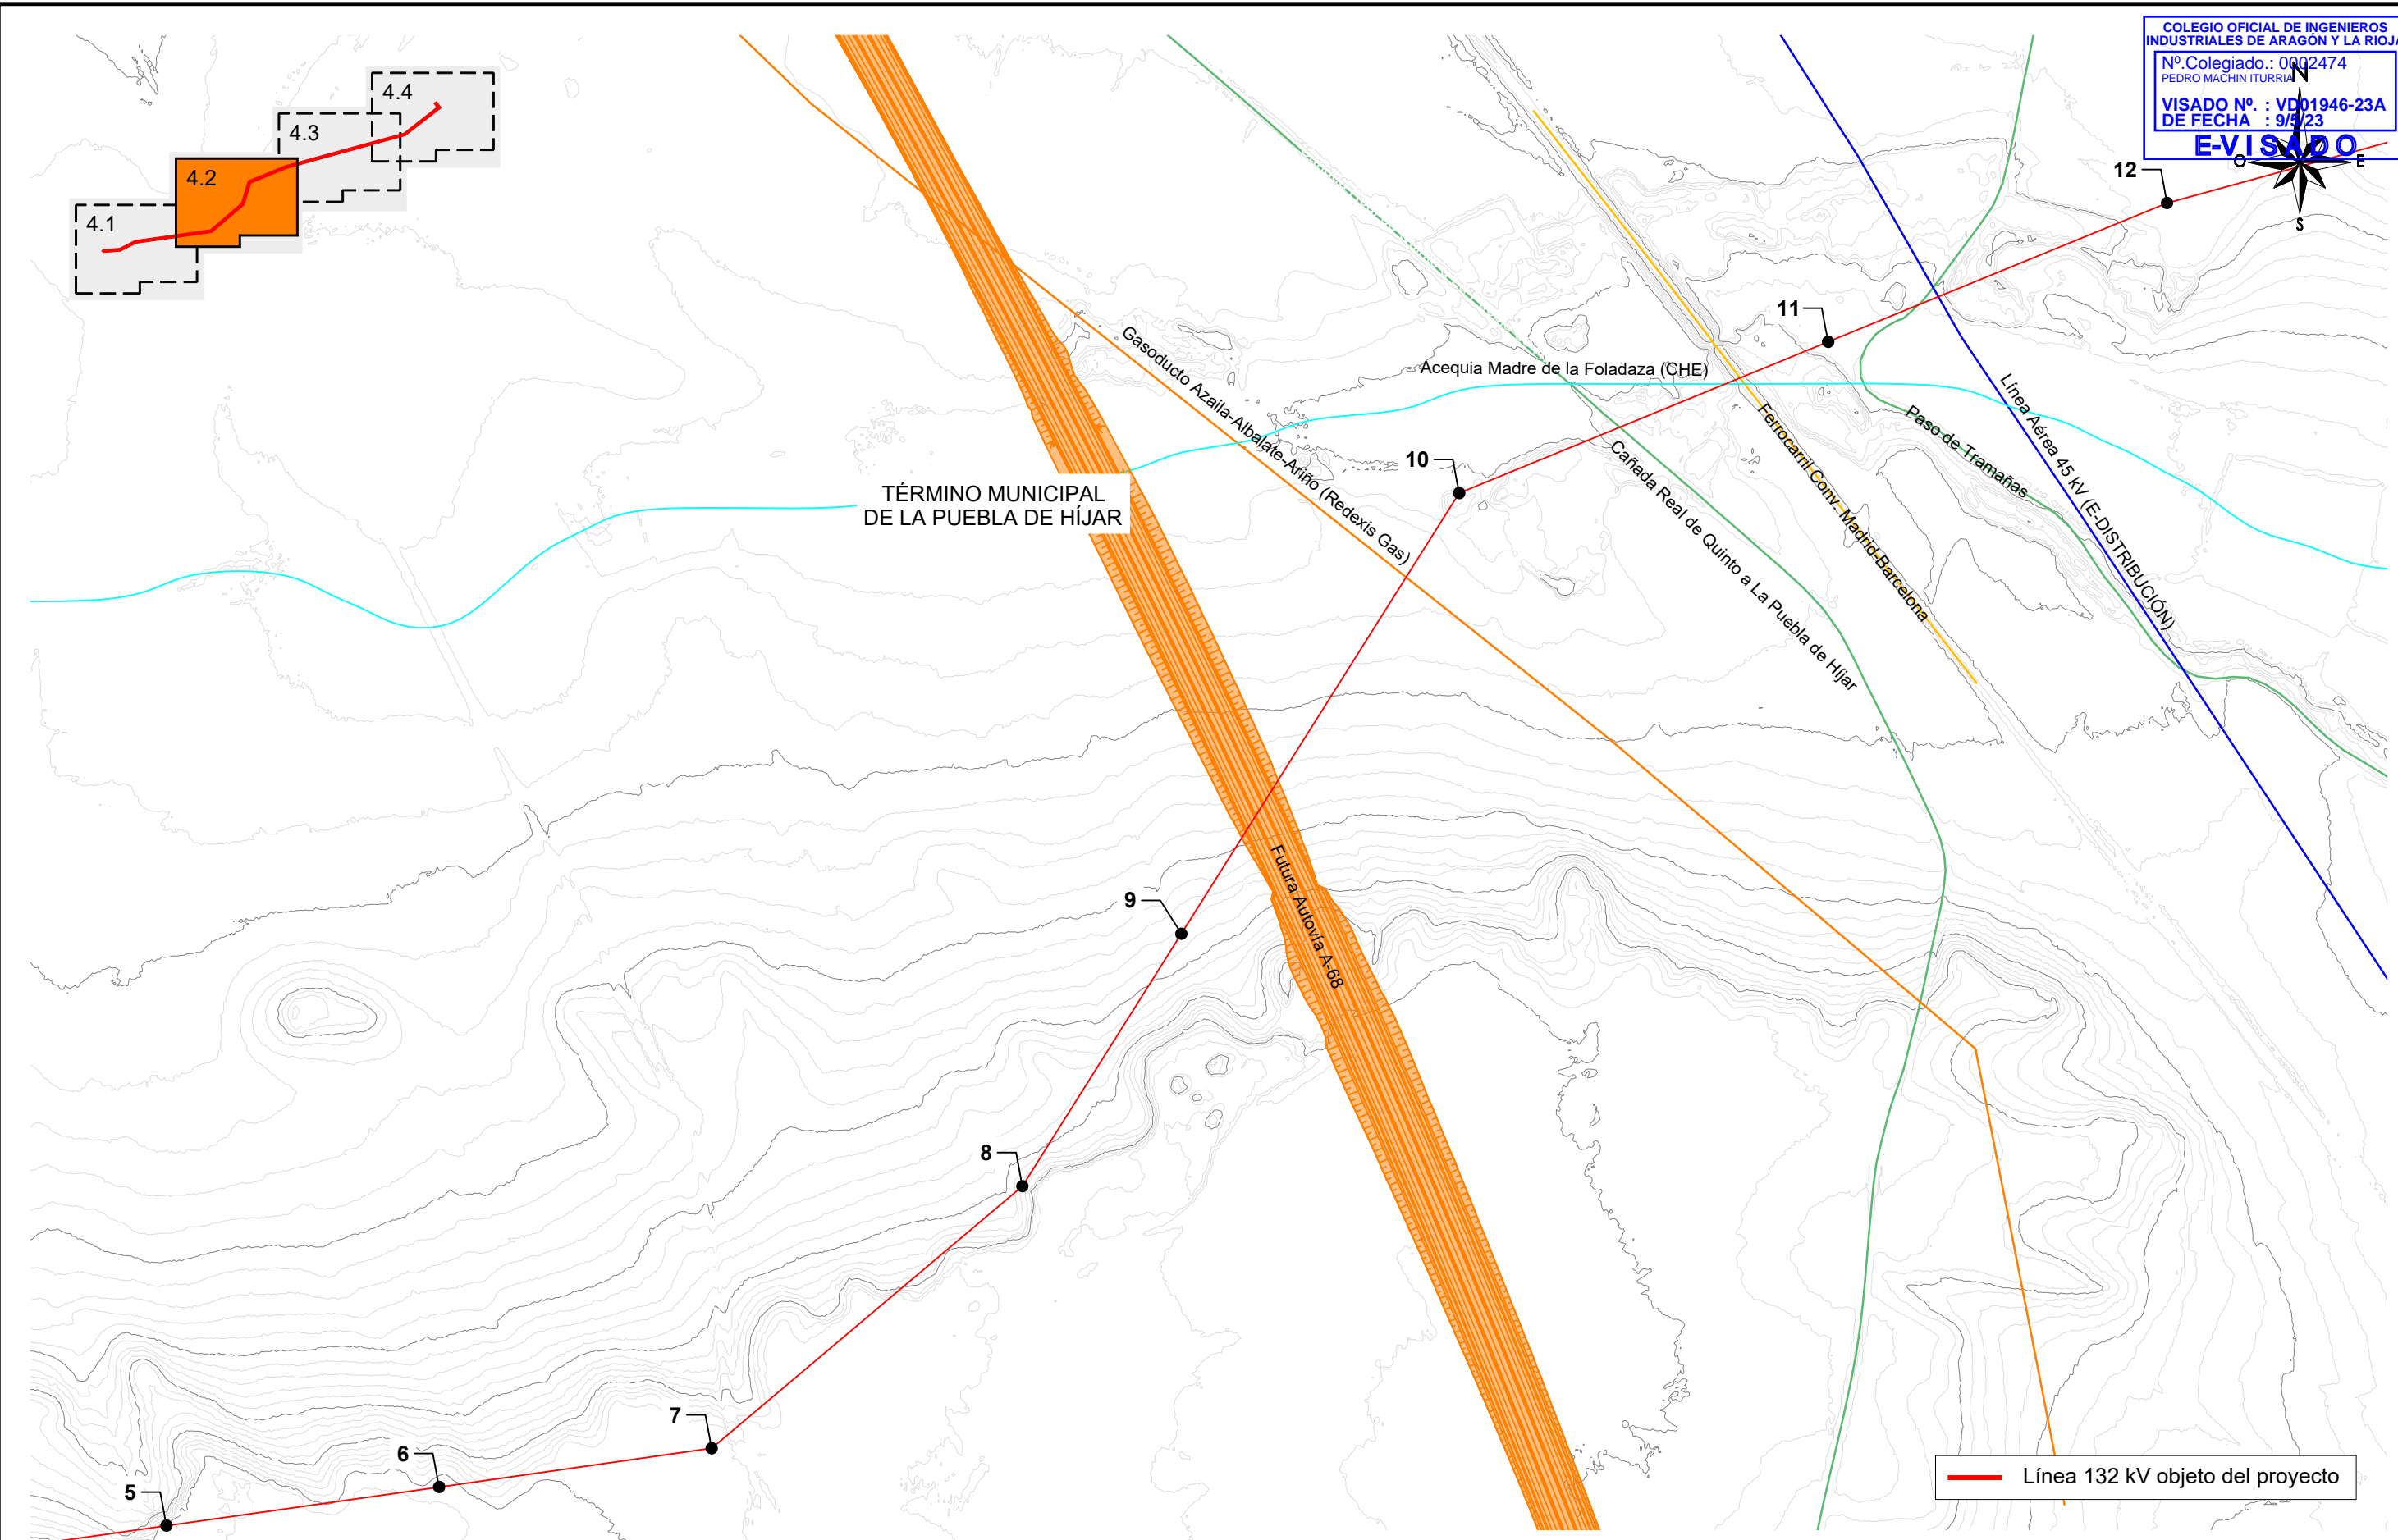 COLEGIO OFICIAL DE INGENIEROS
INDUSTRIALES DE ARAGÓN Y LA RIOJA
Nº.Colegiado.: 0002474
PEDRO MACHIN ITURRIA
VISADO Nº. : VD01946-23A
DE FECHA : 9/5/23
E-VISADO
N
O
E
S
4.4
4.3
4.2
4.1
12
11
10
9
8
7
6
5
Gasoducto Azaila-Albalate-Ariño (Redexis Gas)
Acequia Madre de la Foladaza (CHE)
Ferrocarril Conv. Madrid-Barcelona
Paso de Tramañas
Línea Aérea 45 kV (E-DISTRIBUCIÓN)
Cañada Real de Quinto a La Puebla de Híjar
TÉRMINO MUNICIPAL
DE LA PUEBLA DE HÍJAR
Futura Autovía A-68
Línea 132 kV objeto del proyecto